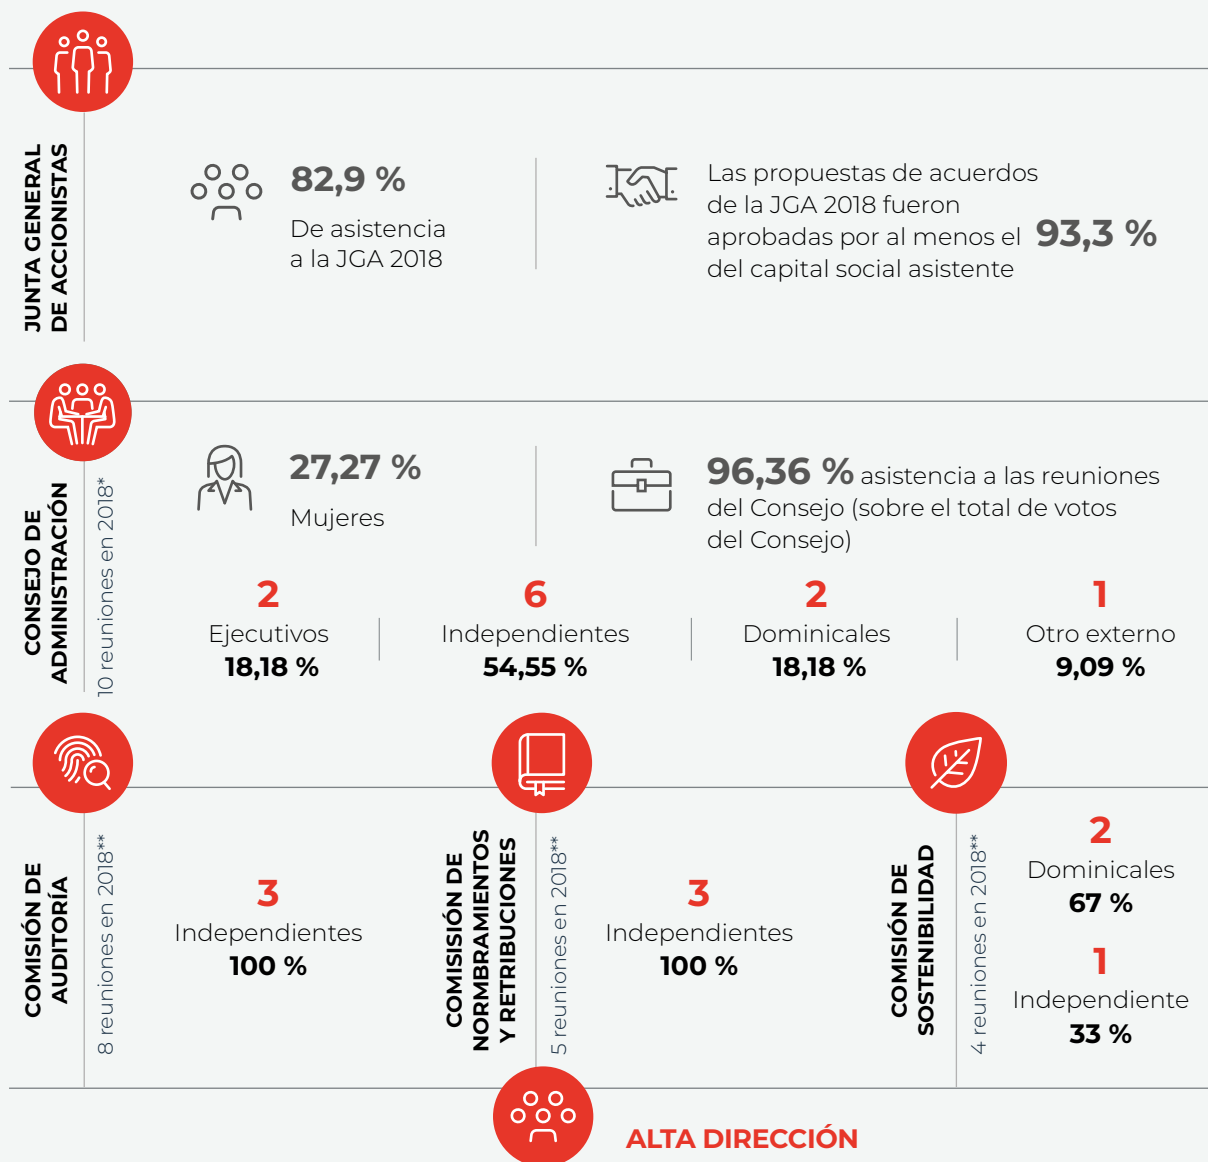 JUNTA GENERAL
DE ACCIONISTAS
82,9 %
De asistencia
a la JGA 2018
Las propuestas de acuerdos
de la JGA 2018 fueron
aprobadas por al menos el 93,3 %
del capital social asistente
CONSEJO DE
ADMINISTRACIÓN
10 reuniones en 2018*
27,27 %
Mujeres
96,36 % asistencia a las reuniones
del Consejo (sobre el total de votos
del Consejo)
2
Ejecutivos
18,18 %
6
Independientes
54,55 %
2
Dominicales
18,18 %
1
Otro externo
9,09 %
COMISIÓN DE
AUDITORÍA
8 reuniones en 2018**
3
Independientes
100 %
COMISISIÓN DE
NORMBRAMIENTOS
Y RETRIBUCIONES
5 reuniones en 2018**
3
Independientes
100 %
COMISIÓN DE
SOSTENIBILIDAD
4 reuniones en 2018**
2
Dominicales
67 %
1
Independiente
33 %
ALTA DIRECCIÓN